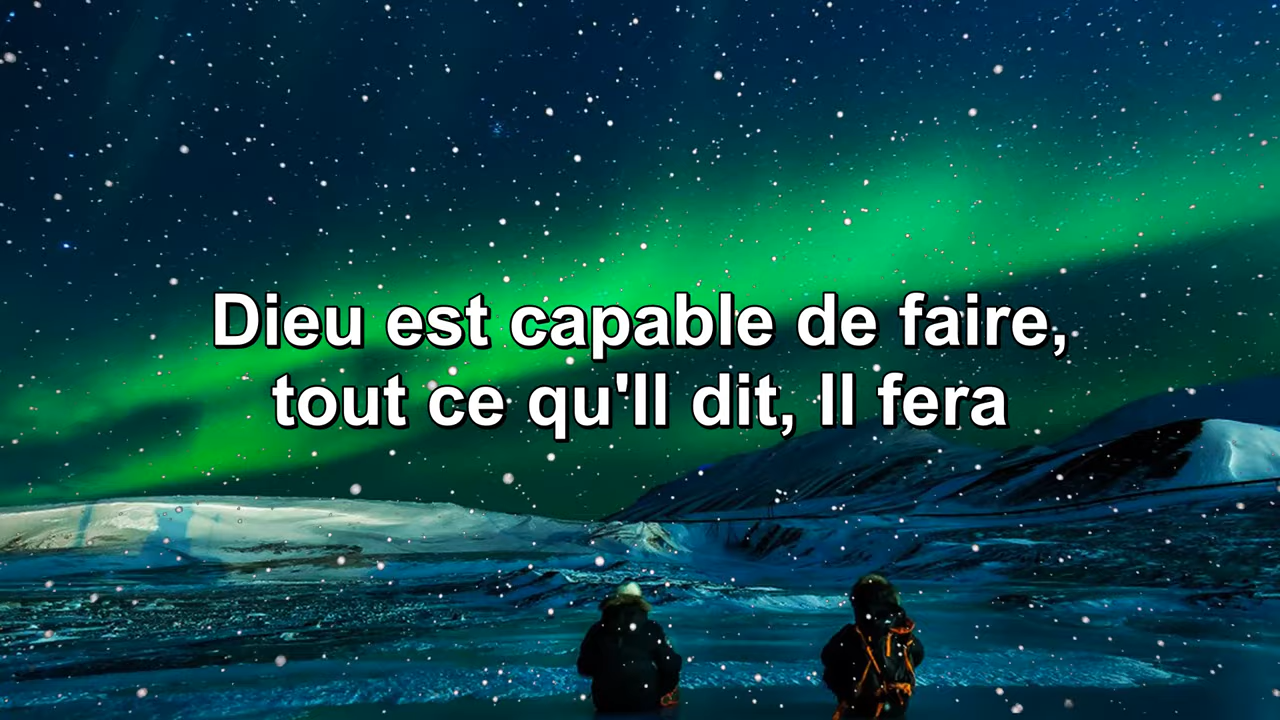 Dieu est capable de faire,
tout ce qu'Il dit, Il fera